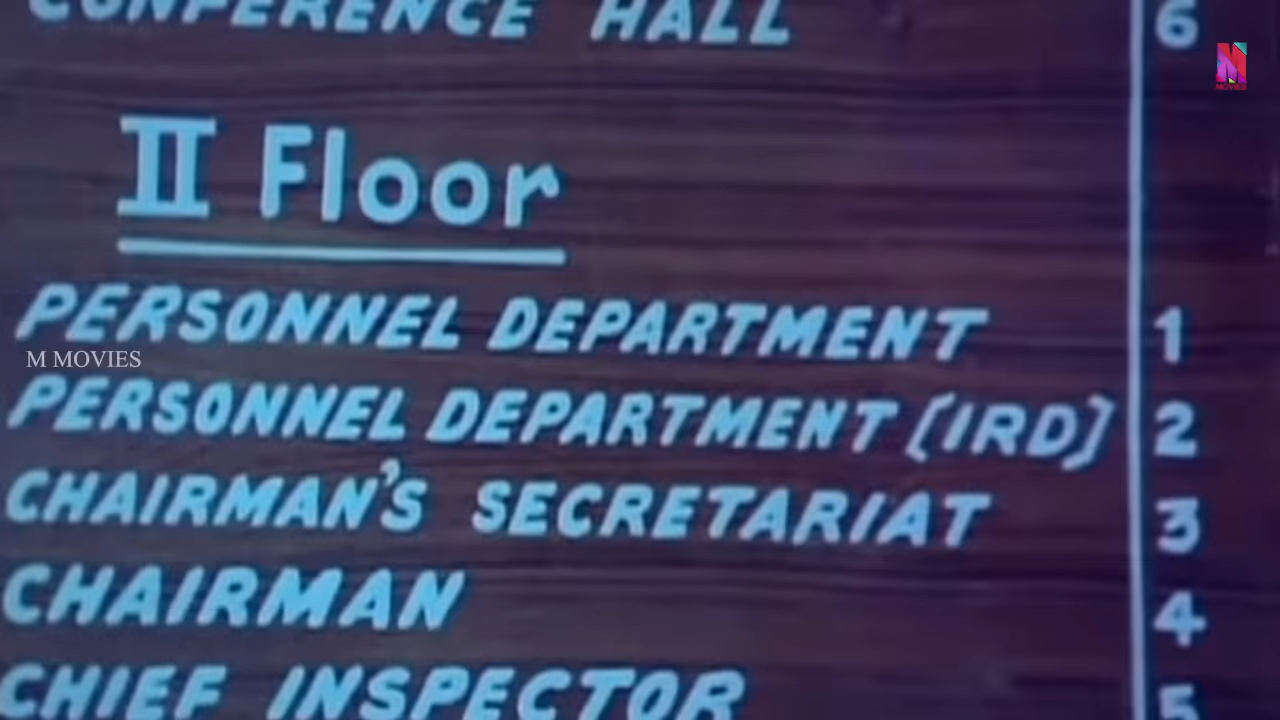 CONFERENCE HALL 6
MOVIES
II Floor
PERSONNEL DEPARTMENT 1
M MOVIES
PERSONNEL DEPARTMENT [IRD] 2
CHAIRMAN'S SECRETARIAT 3
CHAIRMAN 4
CHIEF INSPECTOR 5